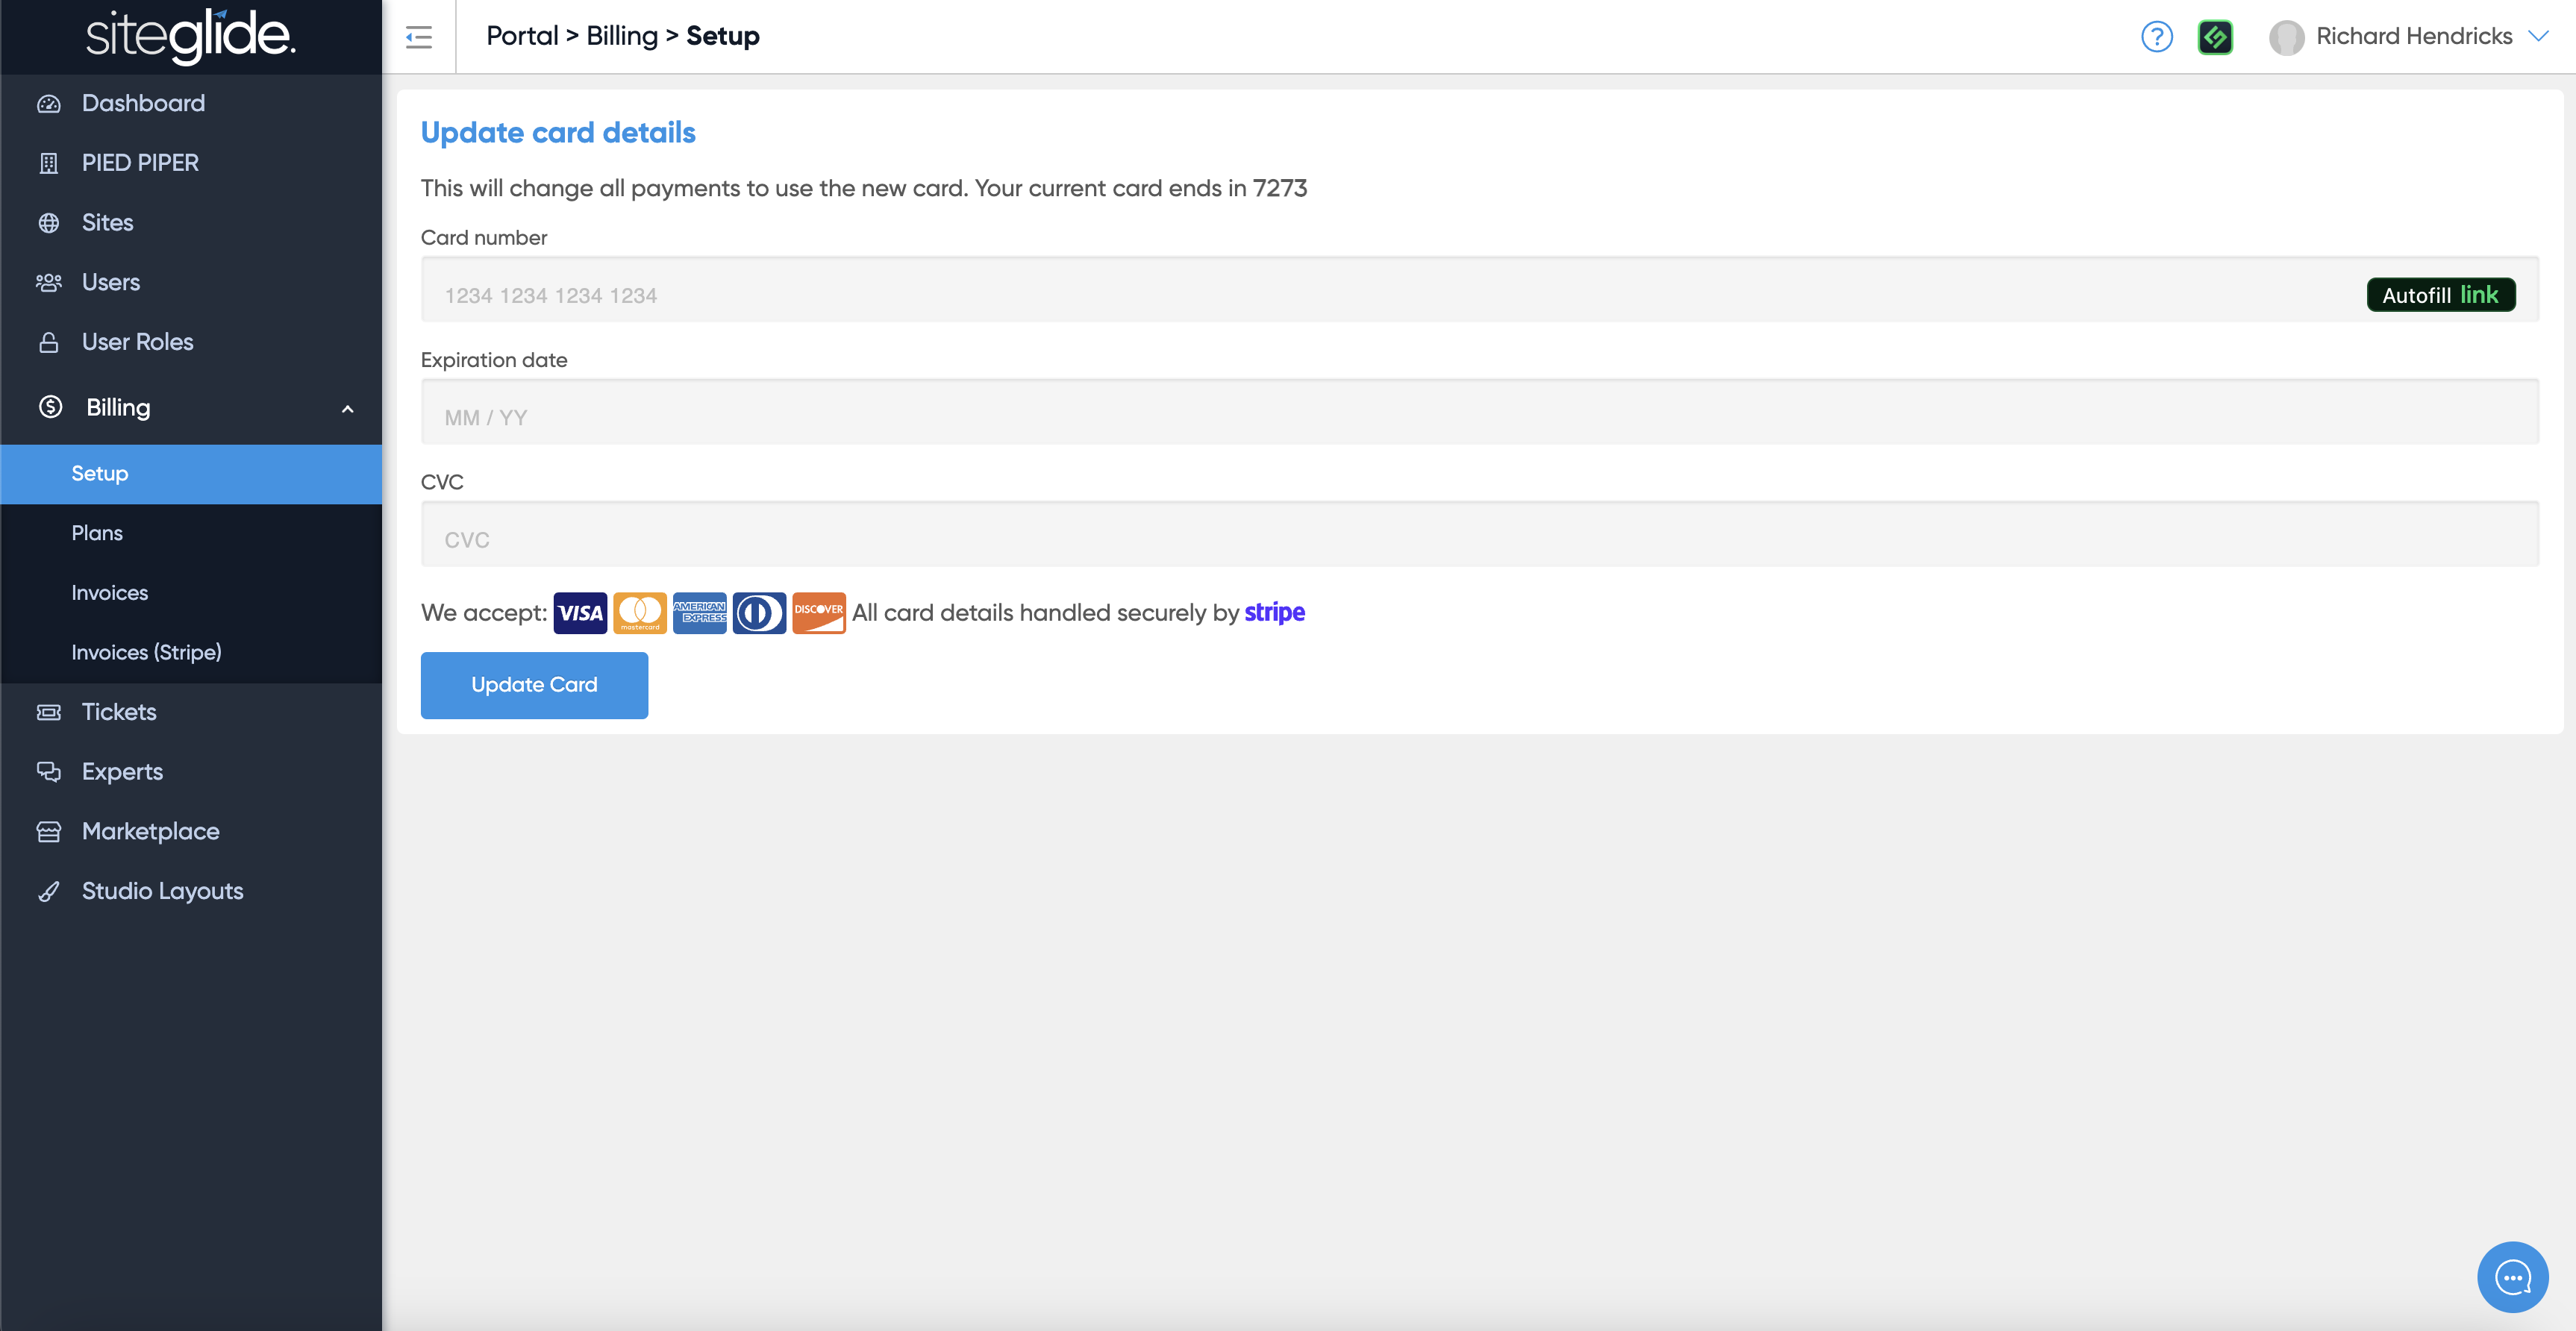 siteglide.
Portal > Billing > Setup
Richard Hendricks
Dashboard
PIED PIPER
Sites
Users
User Roles
Billing
Setup
Plans
Invoices
Invoices (Stripe)
Tickets
Experts
Marketplace
Studio Layouts
Update card details
This will change all payments to use the new card. Your current card ends in 7273
Card number
1234 1234 1234 1234
Autofill link
Expiration date
MM / YY
CVC
CVC
We accept: VISA mastercard AMERICAN EXPRESS DISCOVER All card details handled securely by stripe
Update Card